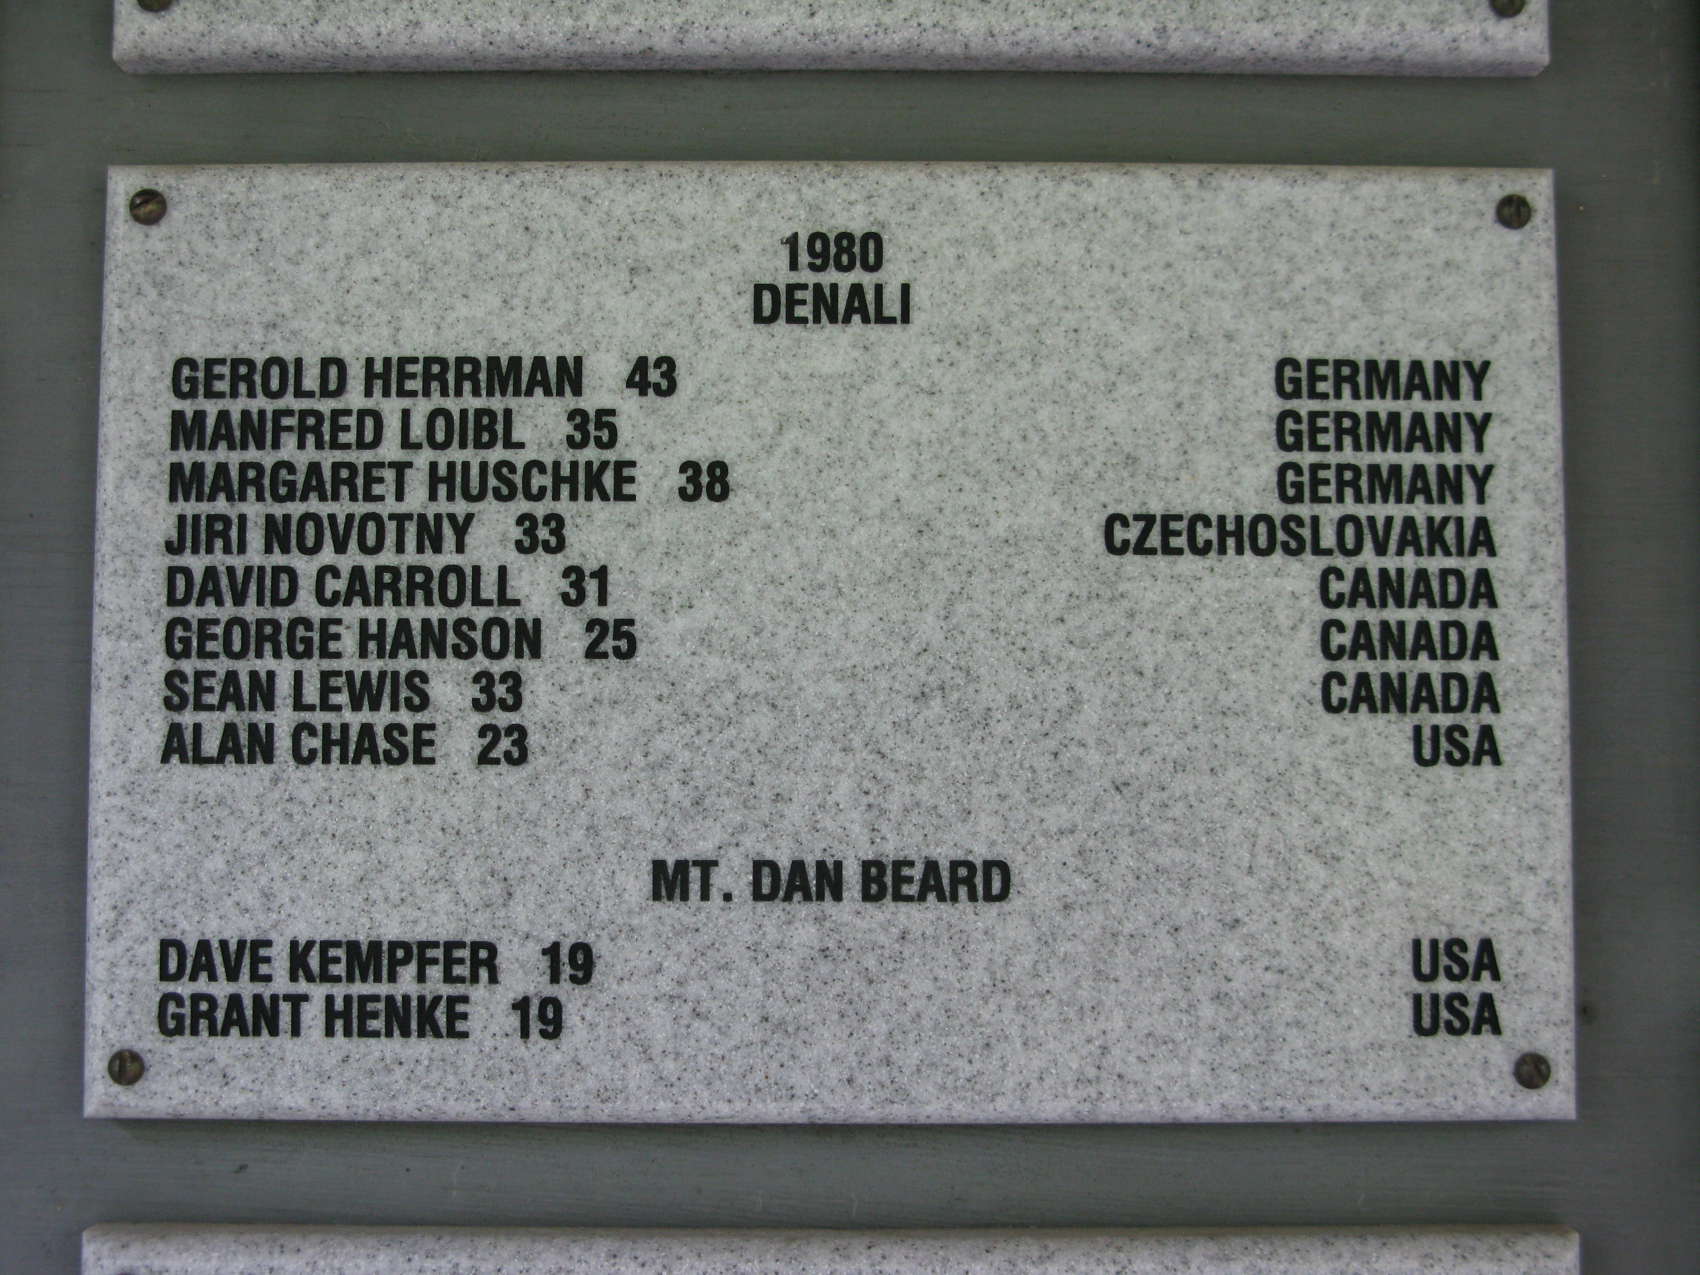 1980
DENALI
GEROLD HERRMAN 43 GERMANY
MANFRED LOIBL 35 GERMANY
MARGARET HUSCHKE 38 GERMANY
JIRI NOVOTNY 33 CZECHOSLOVAKIA
DAVID CARROLL 31 CANADA
GEORGE HANSON 25 CANADA
SEAN LEWIS 33 CANADA
ALAN CHASE 23 USA
MT. DAN BEARD
DAVE KEMPFER 19 USA
GRANT HENKE 19 USA